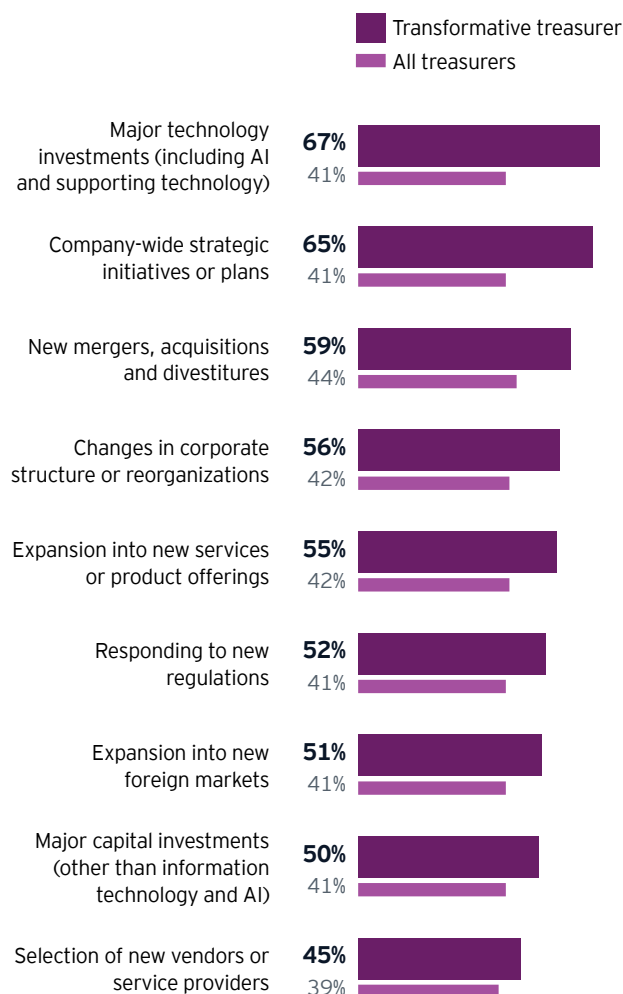 Transformative treasurer
All treasurers
Major technology
investments (including AI
and supporting technology)
67%
41%
Company-wide strategic
initiatives or plans
65%
41%
New mergers, acquisitions
and divestitures
59%
44%
Changes in corporate
structure or reorganizations
56%
42%
Expansion into new services
or product offerings
55%
42%
Responding to new
regulations
52%
41%
Expansion into new
foreign markets
51%
41%
Major capital investments
(other than information
technology and AI)
50%
41%
Selection of new vendors or
service providers
45%
39%